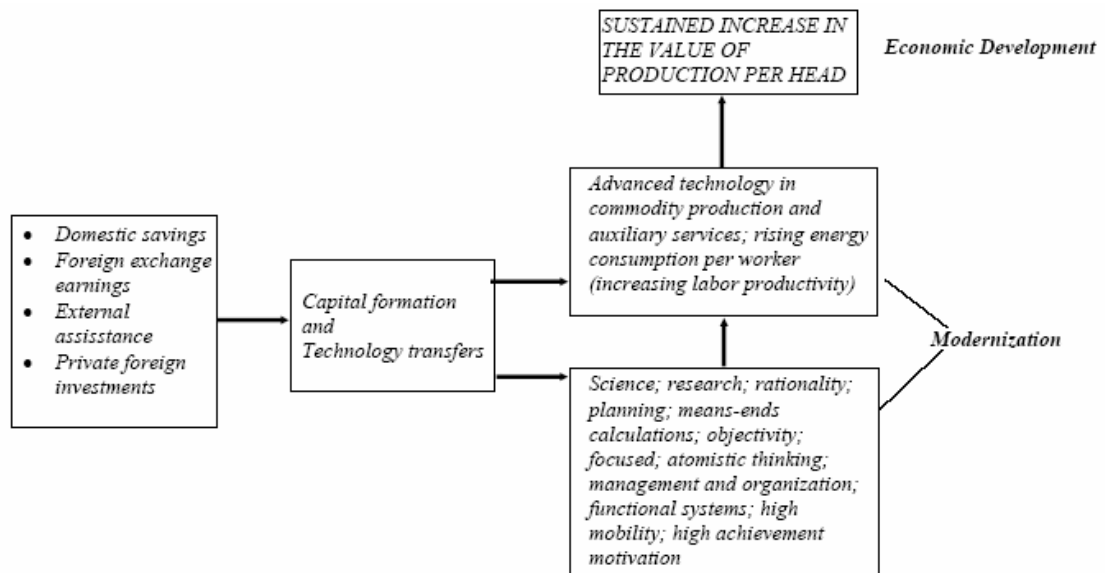 SUSTAINED INCREASE IN
THE VALUE OF
PRODUCTION PER HEAD
Economic Development
Advanced technology in
commodity production and
auxiliary services; rising energy
consumption per worker
(increasing labor productivity)
• Domestic savings
• Foreign exchange
earnings
• External
assisstance
• Private foreign
investments
Capital formation
and
Technology transfers
Modernization
Science; research; rationality;
planning; means-ends
calculations; objectivity;
focused; atomistic thinking;
management and organization;
functional systems; high
mobility; high achievement
motivation